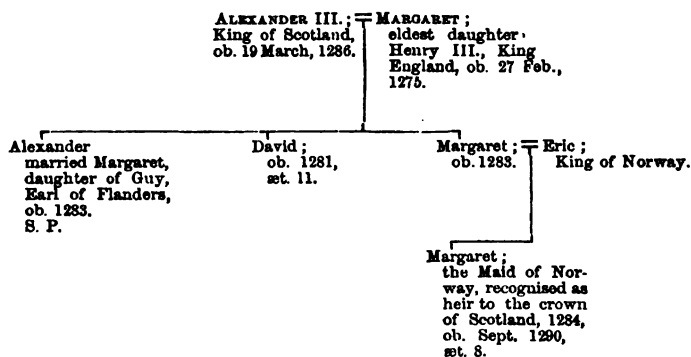 ALEXANDER III.; = MARGARET;
King of Scotland,
ob. 19 March, 1286.
eldest daughter
Henry III., King
England, ob. 27 Feb.,
1275.
Alexander
married Margaret,
daughter of Guy,
Earl of Flanders,
ob. 1283.
S. P.
David;
ob. 1281,
æt. 11.
Margaret; = Eric;
ob. 1283.
King of Norway.
Margaret;
the Maid of Nor-
way, recognised as
heir to the crown
of Scotland, 1284,
ob. Sept. 1290,
æt. 8.